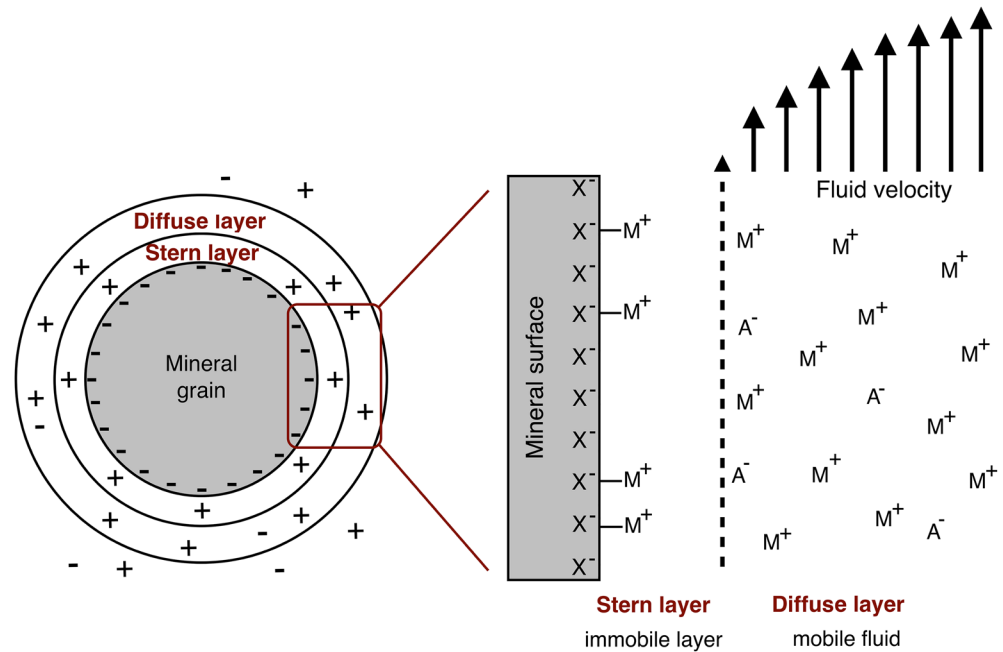 Diffuse layer
Stern layer
Mineral
grain
Mineral surface
X-
X-
M+
X-
X-
M+
X-
X-
X-
X-
M+
X-
M+
X-
Fluid velocity
M+
M+
M+
M+
A-
M+
M+
M+
A-
M+
A-
M+
M+
M+
A-
M+
Stern layer
Diffuse layer
immobile layer
mobile fluid